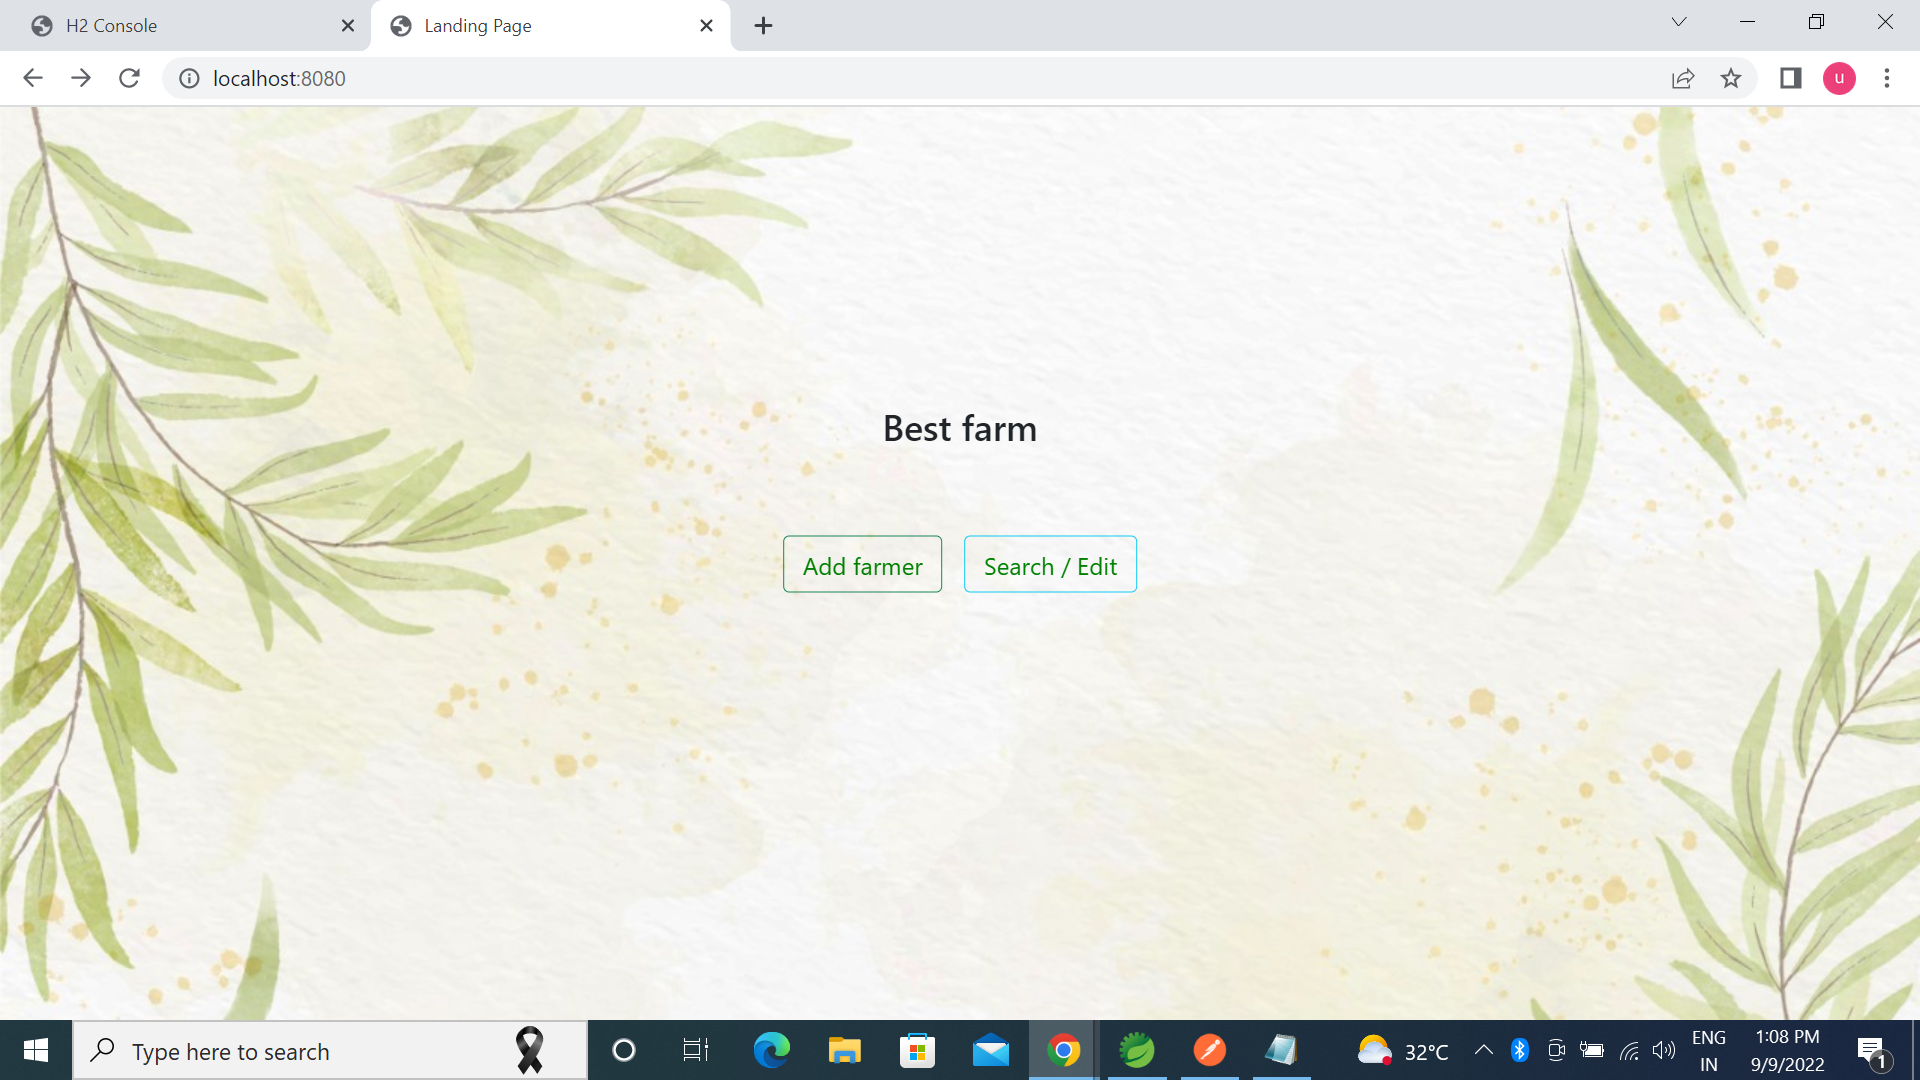 H2 Console
Landing Page
localhost:8080
u
Best farm
Add farmer
Search / Edit
Type here to search
32°C
ENG
IN
1:08 PM
9/9/2022
1